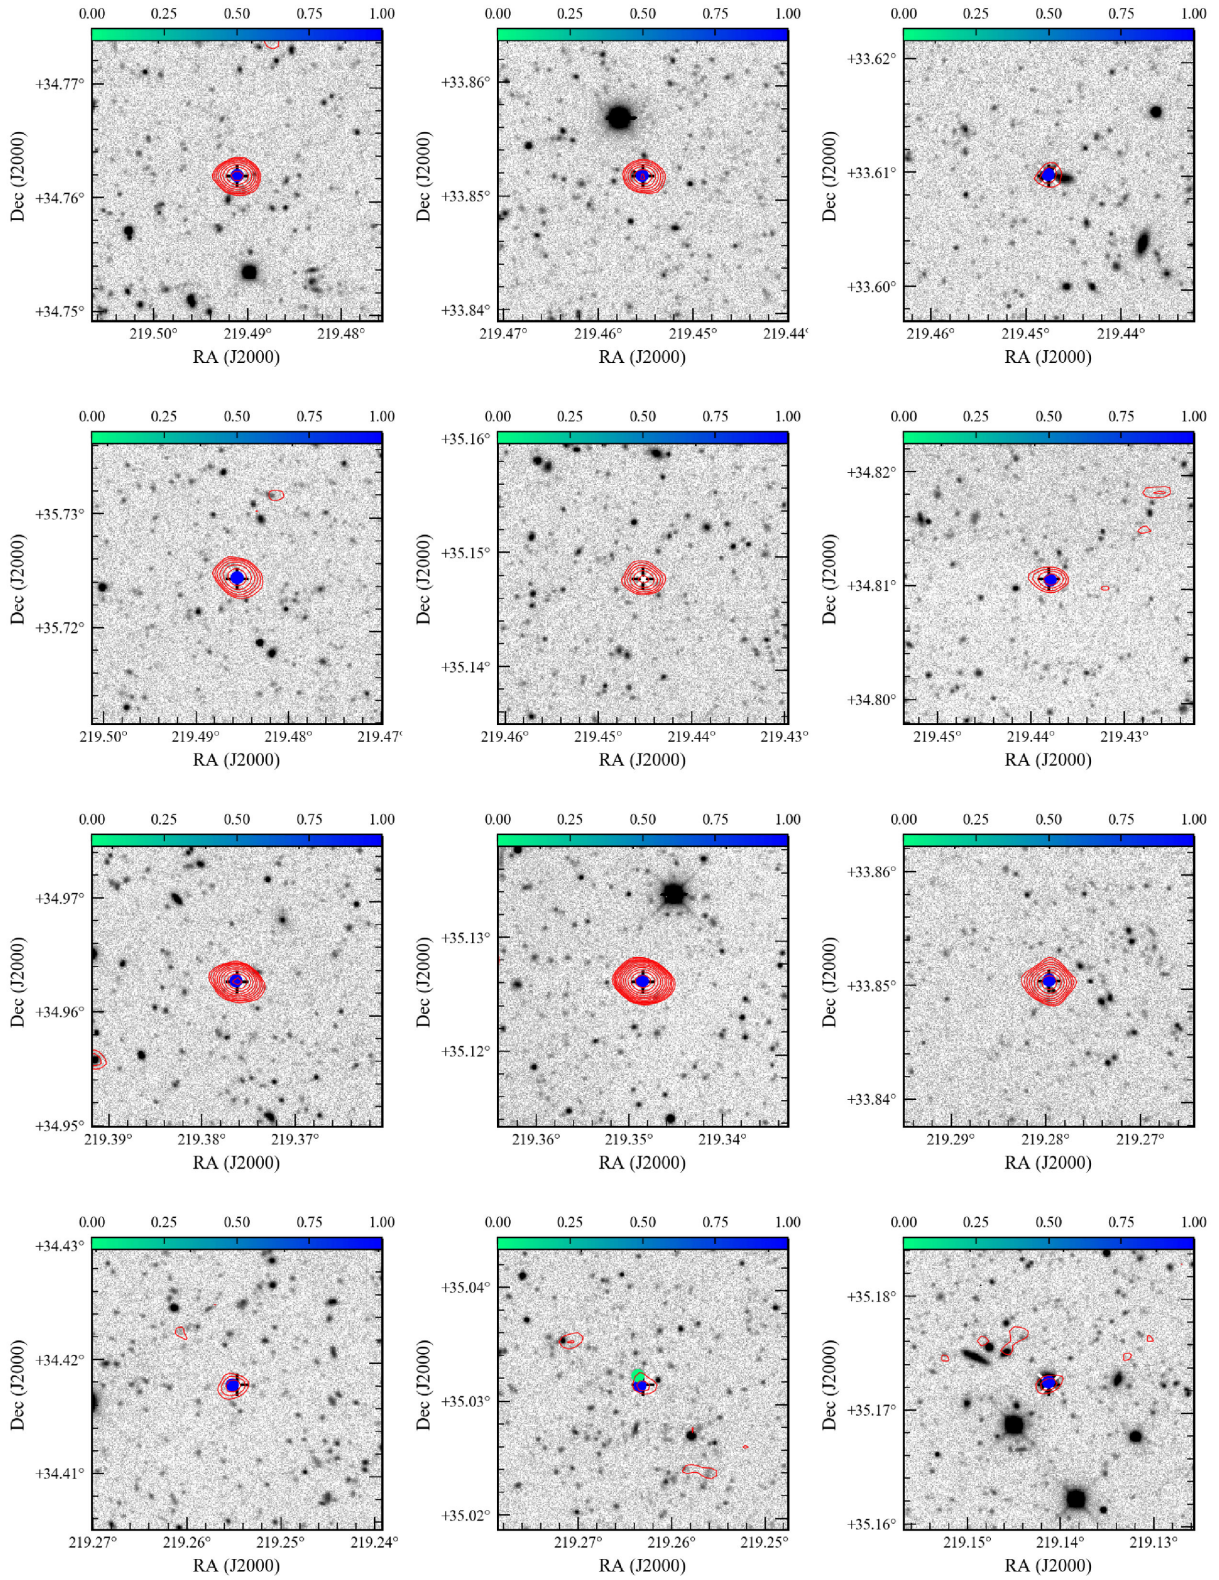 0.00 0.25 0.50 0.75 1.00 0.00 0.25 0.50 0.75 1.00 0.00 0.25 0.50 0.75 1.00
+34.77°
+34.76°
+34.75°
Dec (J2000)
219.50 219.49 219.48
RA (J2000)
+33.86°
+33.85°
+33.84°
Dec (J2000)
219.47 219.46 219.45 219.44
RA (J2000)
+33.62°
+33.61°
+33.60°
Dec (J2000)
219.46 219.45 219.44
RA (J2000)
0.00 0.25 0.50 0.75 1.00 0.00 0.25 0.50 0.75 1.00 0.00 0.25 0.50 0.75 1.00
+35.73°
+35.72°
Dec (J2000)
219.50° 219.49° 219.48° 219.47°
RA (J2000)
+35.16°
+35.15°
+35.14°
Dec (J2000)
219.46° 219.45° 219.44° 219.43°
RA (J2000)
+34.82°
+34.81°
+34.80°
Dec (J2000)
219.45° 219.44° 219.43°
RA (J2000)
0.00 0.25 0.50 0.75 1.00 0.00 0.25 0.50 0.75 1.00 0.00 0.25 0.50 0.75 1.00
+34.97°
+34.96°
+34.95°
Dec (J2000)
219.39° 219.38° 219.37°
RA (J2000)
+35.13°
+35.12°
Dec (J2000)
219.36° 219.35° 219.34°
RA (J2000)
+33.86°
+33.85°
+33.84°
Dec (J2000)
219.29° 219.28° 219.27°
RA (J2000)
0.00 0.25 0.50 0.75 1.00 0.00 0.25 0.50 0.75 1.00 0.00 0.25 0.50 0.75 1.00
+34.43°
+34.42°
+34.41°
Dec (J2000)
219.27° 219.26° 219.25° 219.24°
RA (J2000)
+35.04°
+35.03°
+35.02°
Dec (J2000)
219.27° 219.26° 219.25°
RA (J2000)
+35.18°
+35.17°
+35.16°
Dec (J2000)
219.15° 219.14° 219.13°
RA (J2000)